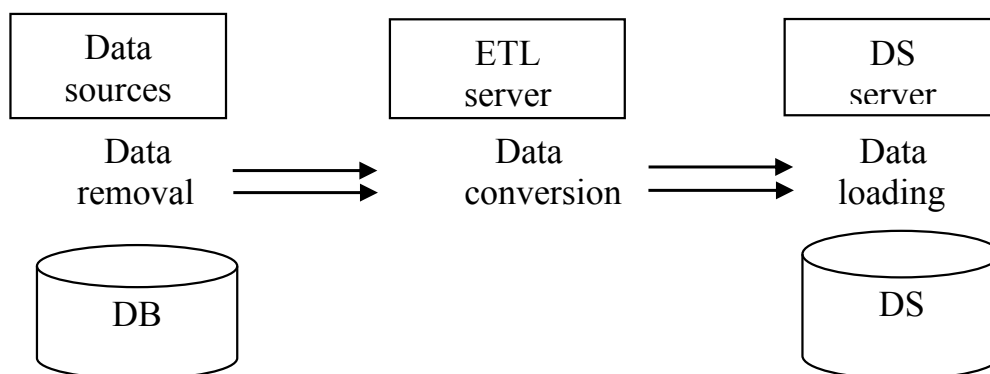 Data
sources
ETL
server
DS
server
Data
removal
Data
conversion
Data
loading
DB
DS